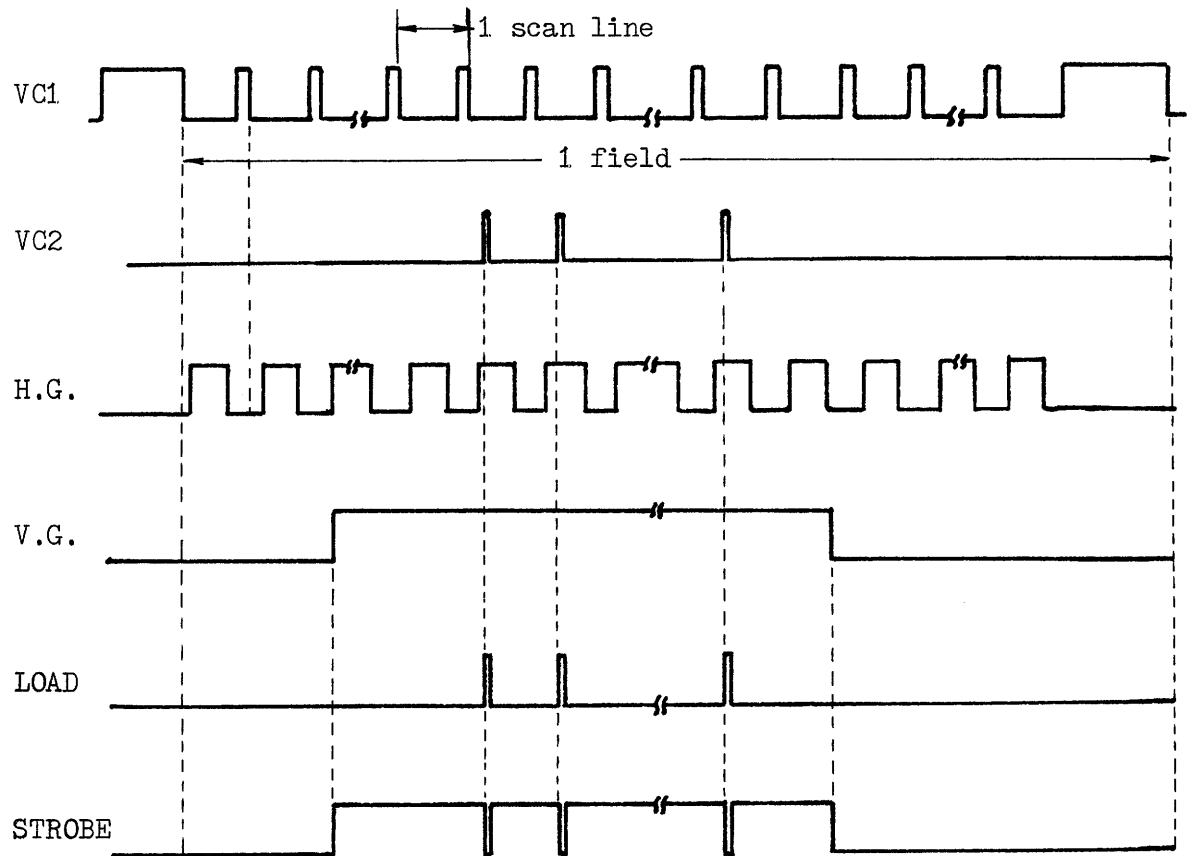 1 scan line
VC1
1 field
VC2
H.G.
V.G.
LOAD
STROBE